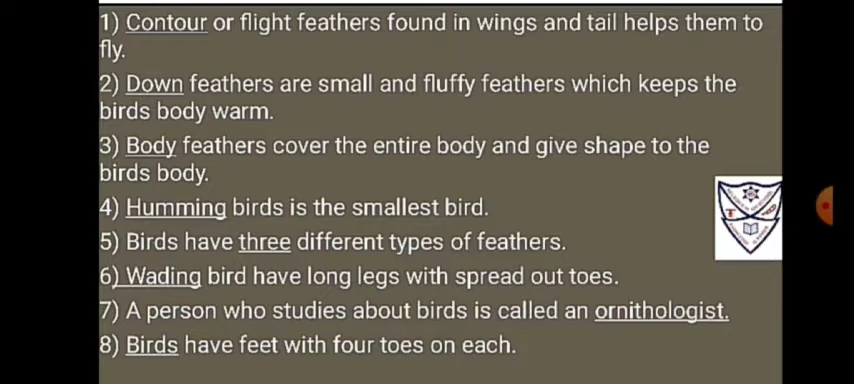 1) Contour or flight feathers found in wings and tail helps them to
fly.
2) Down feathers are small and fluffy feathers which keeps the
birds body warm.
3) Body feathers cover the entire body and give shape to the
birds body.
4) Humming birds is the smallest bird.
5) Birds have three different types of feathers.
6) Wading bird have long legs with spread out toes.
7) A person who studies about birds is called an ornithologist.
8) Birds have feet with four toes on each.